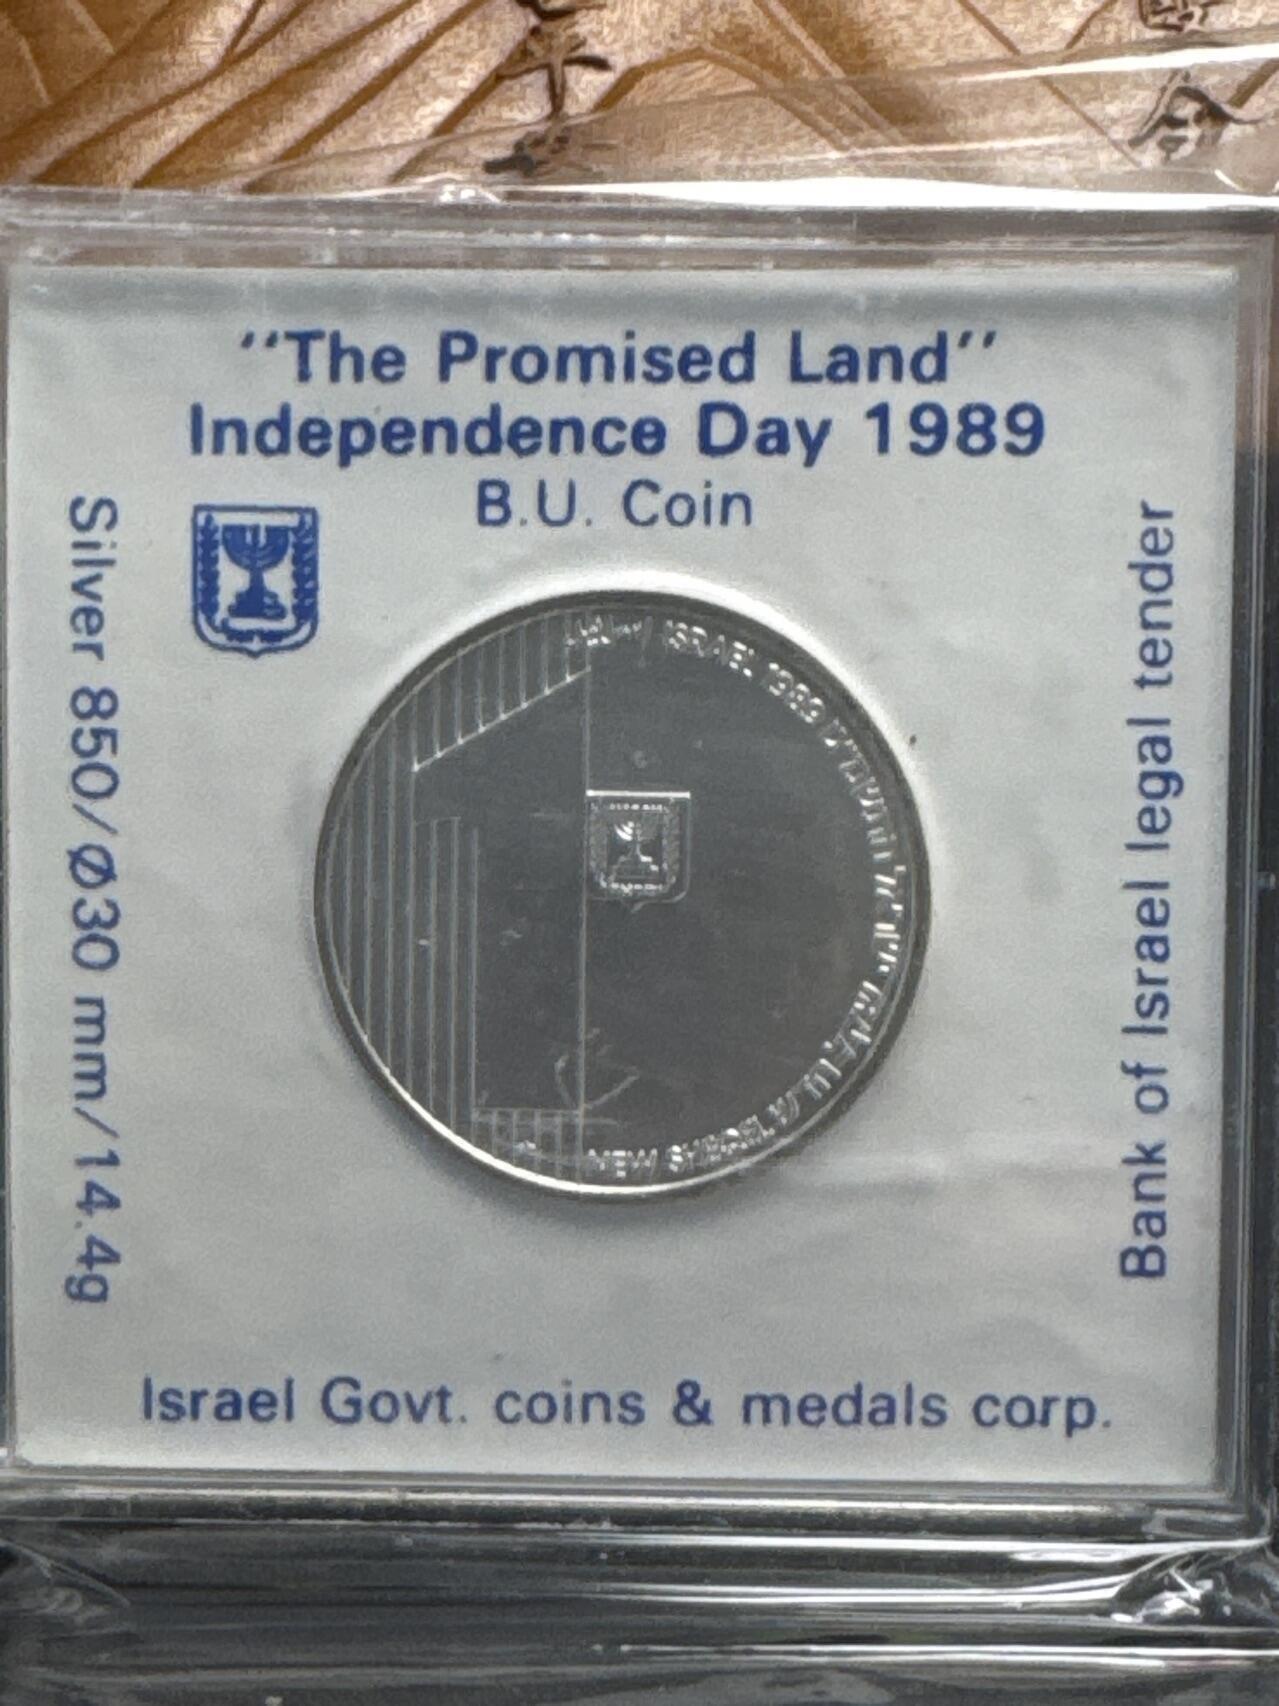 "The Promised Land"
Independence Day 1989
B.U. Coin
Silver 850/Ø30 mm/14.4g
Bank of Israel legal tender
ISRAEL 1989
NEW SHEQEL
Israel Govt. coins & medals corp.